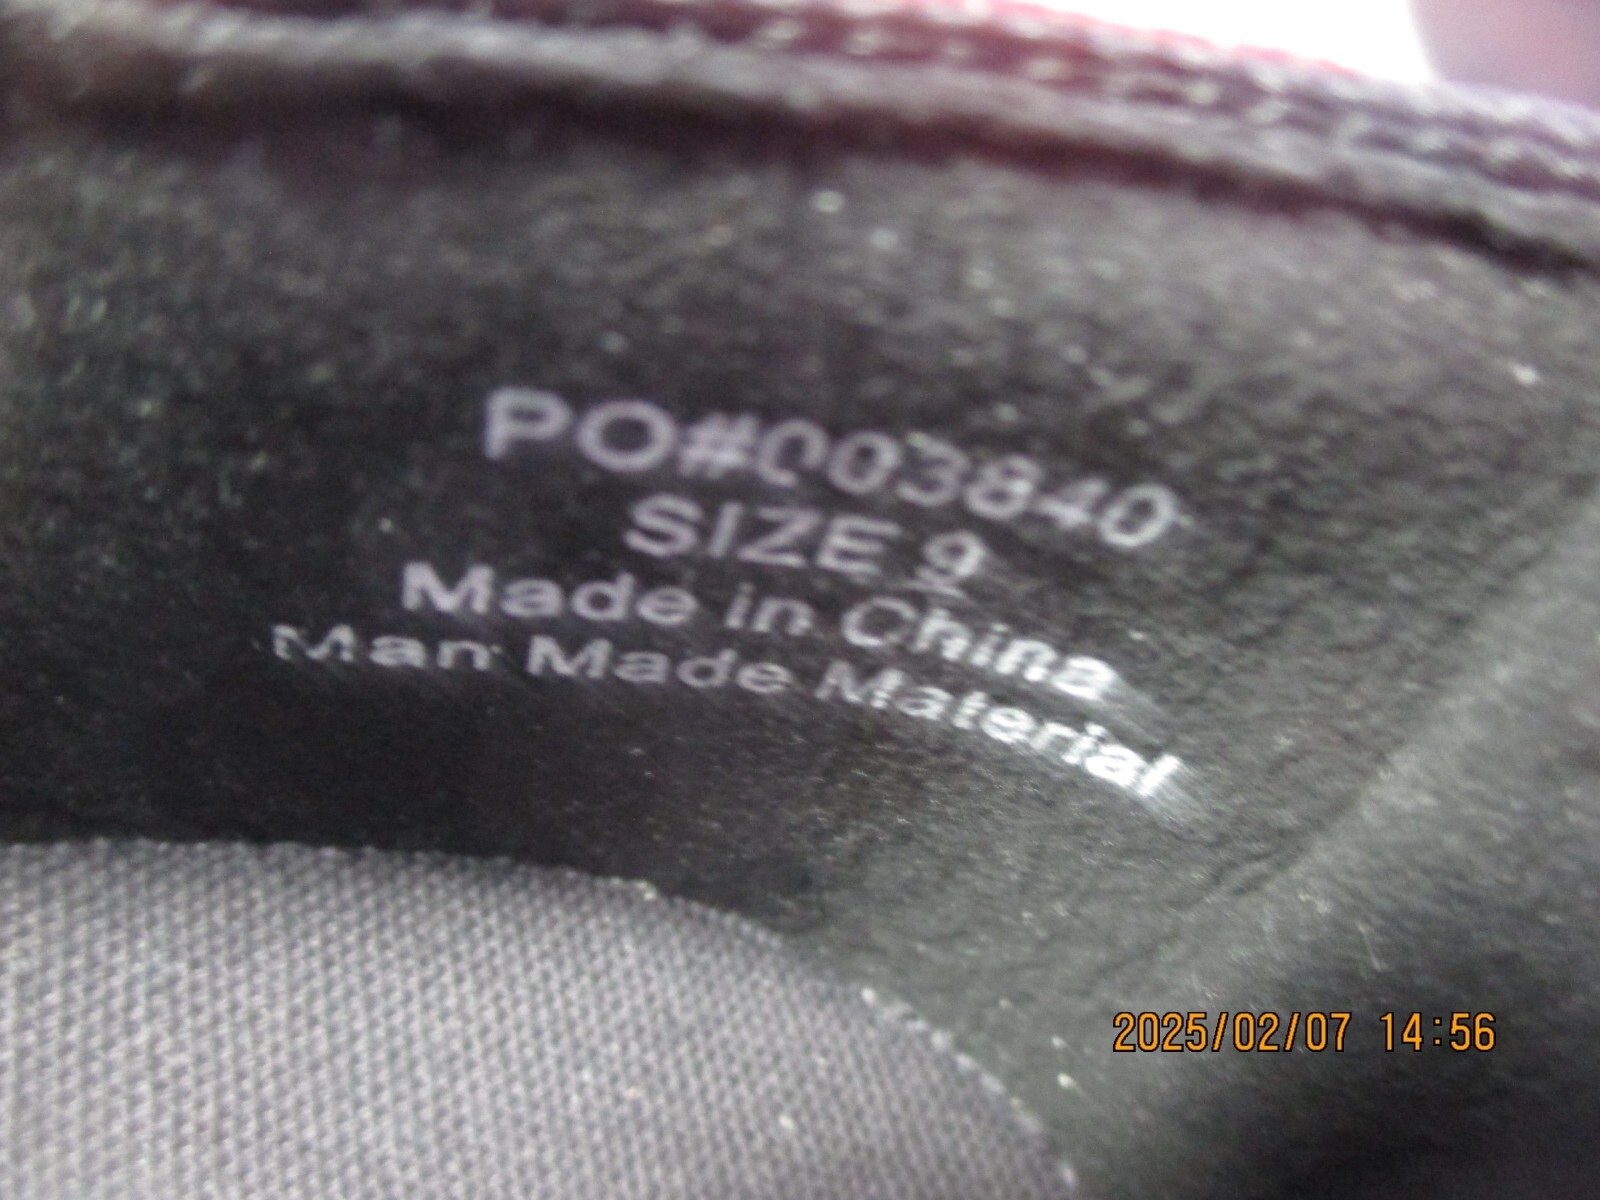 PO#003840
SIZE 9
Made in China
Man Made Material
2025/02/07 14:56